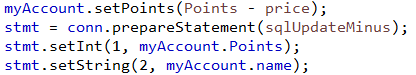 myAccount.setPoints(Points - price);
stmt = conn.prepareStatement(sqlUpdateMinus);
stmt.setInt(1, myAccount.Points);
stmt.setString(2, myAccount.name);